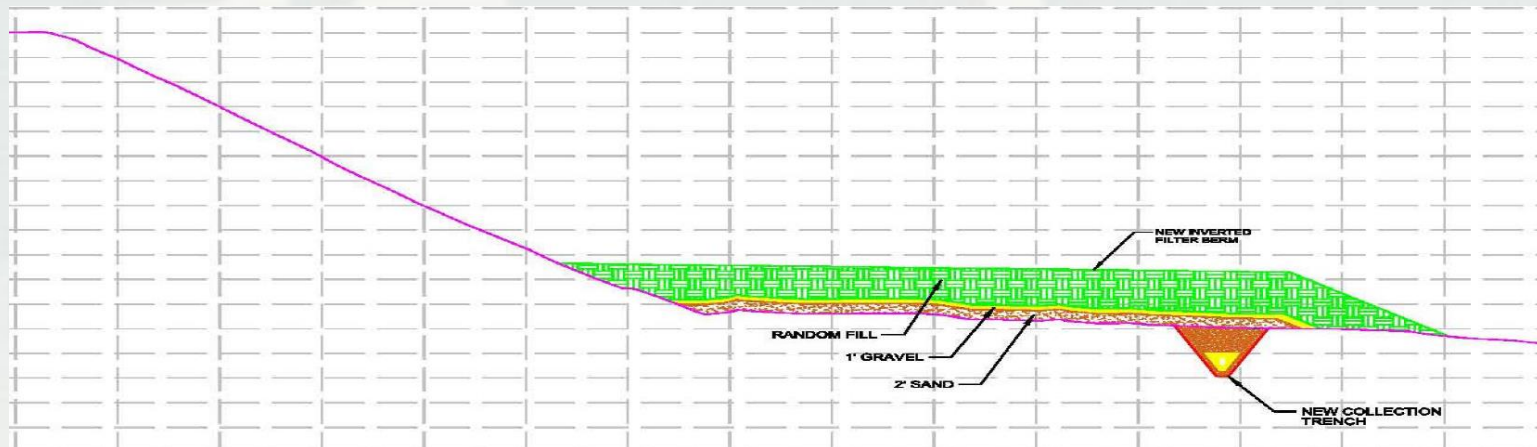 NEW INVERTED
FILTER BERM
RANDOM FILL
1' GRAVEL
2' SAND
NEW COLLECTION
TRENCH